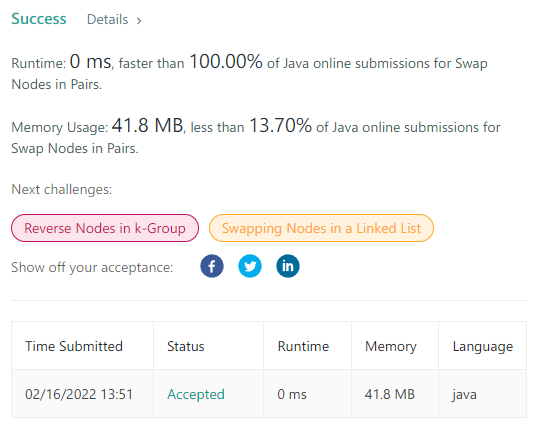 Success Details >
Runtime: 0 ms, faster than 100.00% of Java online submissions for Swap
Nodes in Pairs.
Memory Usage: 41.8 MB, less than 13.70% of Java online submissions for
Swap Nodes in Pairs.
Next challenges:
Reverse Nodes in k-Group Swapping Nodes in a Linked List
Show off your acceptance: f in
Time Submitted Status Runtime Memory Language
02/16/2022 13:51 Accepted 0 ms 41.8 MB java